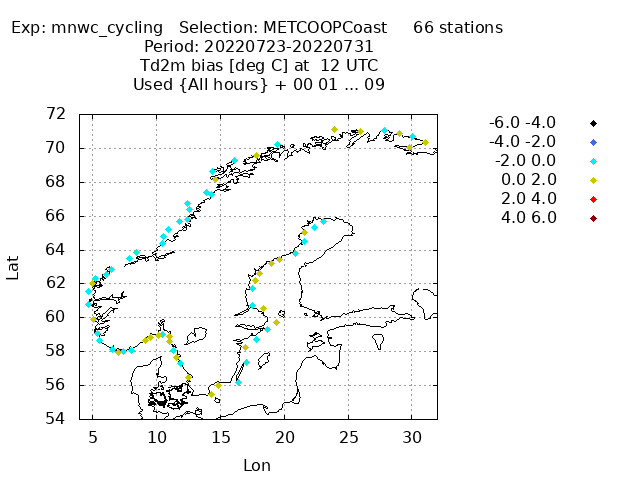 Exp: mnwc_cycling   Selection: METCOOPCoast     66 stations
Period: 20220723-20220731
Td2m bias [deg C] at  12 UTC
Used {All hours} + 00 01 ... 09
-6.0 -4.0
-4.0 -2.0
-2.0 0.0
0.0 2.0
2.0 4.0
4.0 6.0
72
70
68
66
64
62
60
58
56
54
Lat
5 10 15 20 25 30
Lon